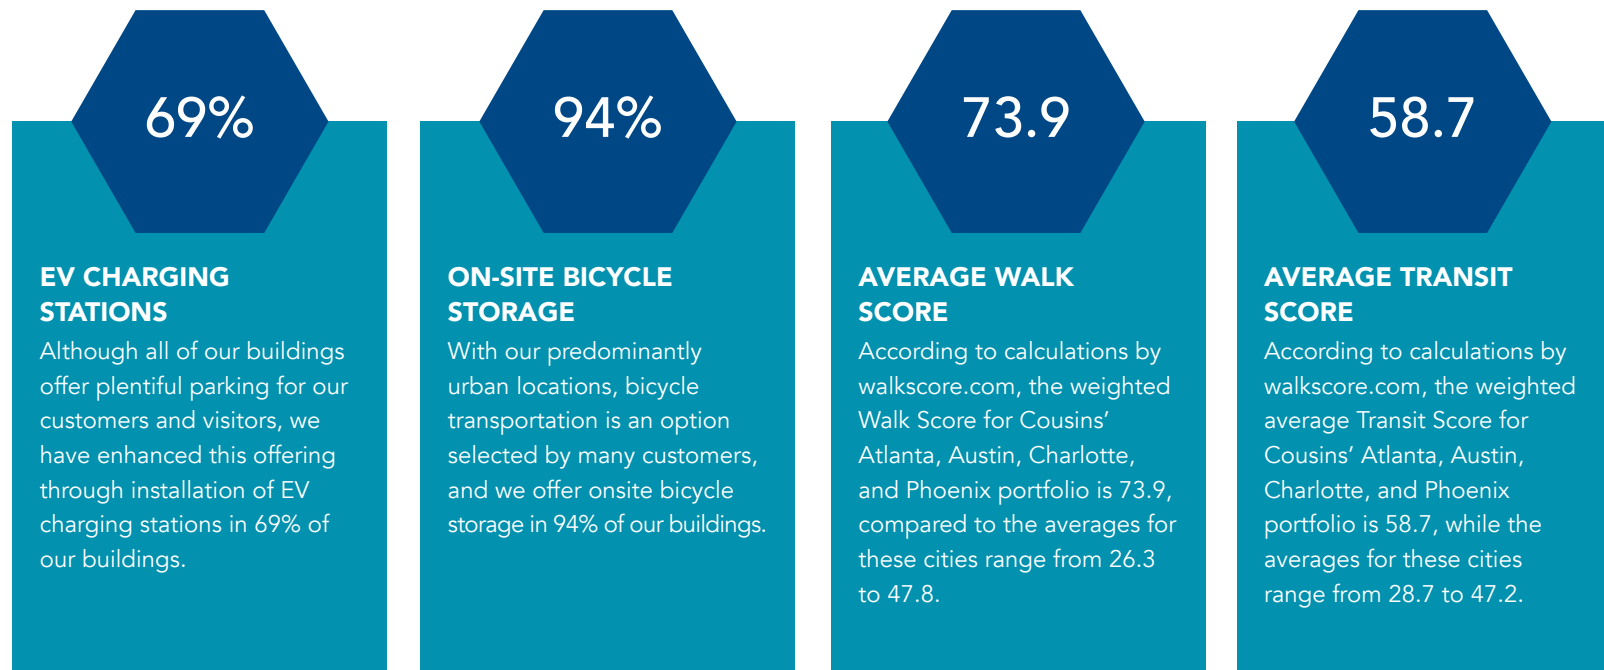 69%
EV CHARGING
STATIONS
Although all of our buildings
offer plentiful parking for our
customers and visitors, we
have enhanced this offering
through installation of EV
charging stations in 69% of
our buildings.
94%
ON-SITE BICYCLE
STORAGE
With our predominantly
urban locations, bicycle
transportation is an option
selected by many customers,
and we offer onsite bicycle
storage in 94% of our buildings.
73.9
AVERAGE WALK
SCORE
According to calculations by
walkscore.com, the weighted
Walk Score for Cousins’
Atlanta, Austin, Charlotte,
and Phoenix portfolio is 73.9,
compared to the averages for
these cities range from 26.3
to 47.8.
58.7
AVERAGE TRANSIT
SCORE
According to calculations by
walkscore.com, the weighted
average Transit Score for
Cousins’ Atlanta, Austin,
Charlotte, and Phoenix
portfolio is 58.7, while the
averages for these cities
range from 28.7 to 47.2.